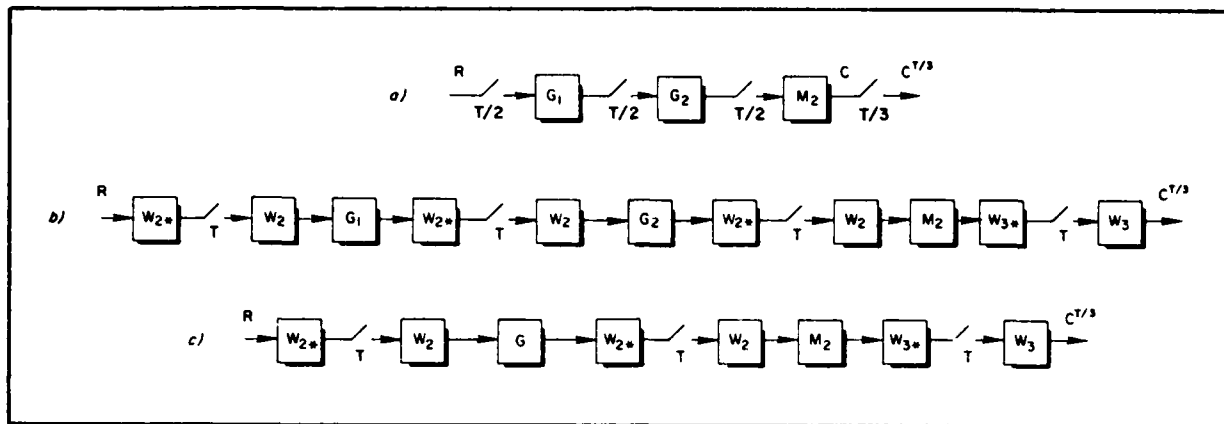 R C C^T/3
a) G₁ G₂ M₂
T/2 T/2 T/2 T/3
R C^T/3
b) W₂* W₂ G₁ W₂* W₂ G₂ W₂* W₂ M₂ W₃* W₃
T T T T
R C^T/3
c) W₂* W₂ G W₂* W₂ M₂ W₃* W₃
T T T